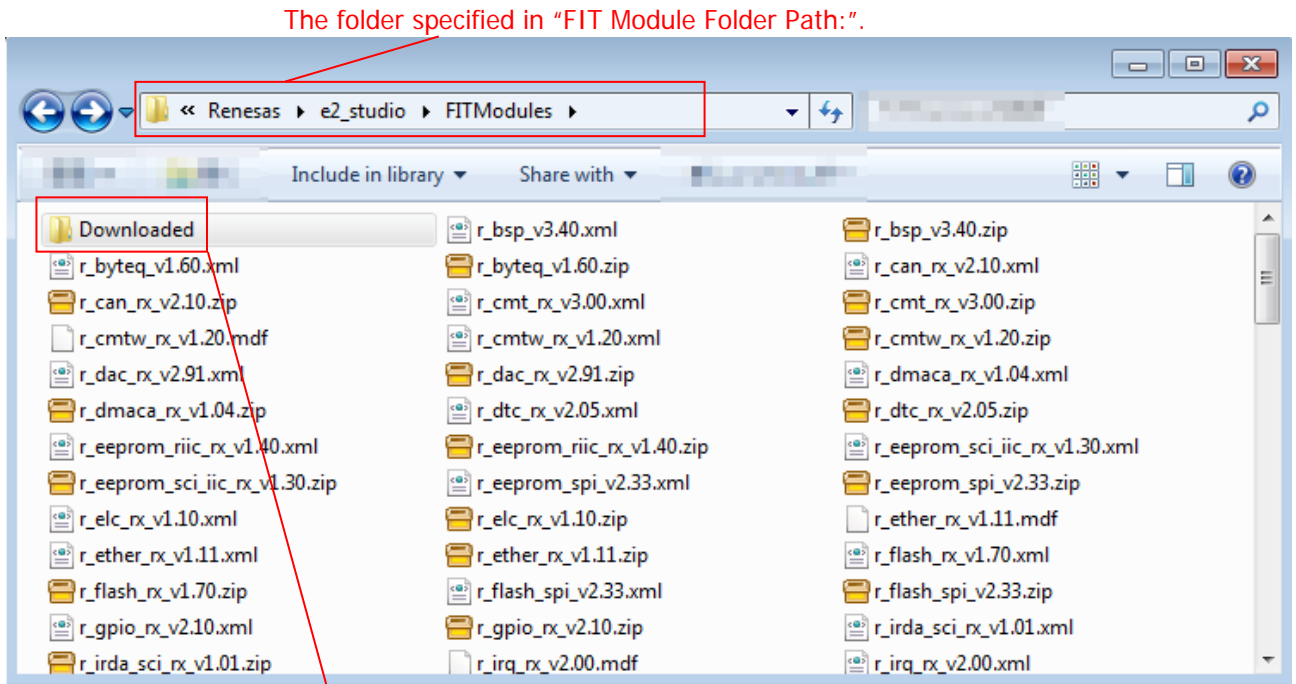 The folder specified in “FIT Module Folder Path:”.
« Renesas ▸ e2_studio ▸ FITModules ▸
Include in library ▾ Share with ▾
Downloaded r_bsp_v3.40.xml r_bsp_v3.40.zip
r_byteq_v1.60.xml r_byteq_v1.60.zip r_can_rx_v2.10.xml
r_can_rx_v2.10.zip r_cmt_rx_v3.00.xml r_cmt_rx_v3.00.zip
r_cmtw_rx_v1.20.mdf r_cmtw_rx_v1.20.xml r_cmtw_rx_v1.20.zip
r_dac_rx_v2.91.xml r_dac_rx_v2.91.zip r_dmaca_rx_v1.04.xml
r_dmaca_rx_v1.04.zip r_dtc_rx_v2.05.xml r_dtc_rx_v2.05.zip
r_eeprom_riic_rx_v1.40.xml r_eeprom_riic_rx_v1.40.zip r_eeprom_sci_iic_rx_v1.30.xml
r_eeprom_sci_iic_rx_v1.30.zip r_eeprom_spi_v2.33.xml r_eeprom_spi_v2.33.zip
r_elc_rx_v1.10.xml r_elc_rx_v1.10.zip r_ether_rx_v1.11.mdf
r_ether_rx_v1.11.xml r_ether_rx_v1.11.zip r_flash_rx_v1.70.xml
r_flash_rx_v1.70.zip r_flash_spi_v2.33.xml r_flash_spi_v2.33.zip
r_gpio_rx_v2.10.xml r_gpio_rx_v2.10.zip r_irda_sci_rx_v1.01.xml
r_irda_sci_rx_v1.01.zip r_irq_rx_v2.00.mdf r_irq_rx_v2.00.xml